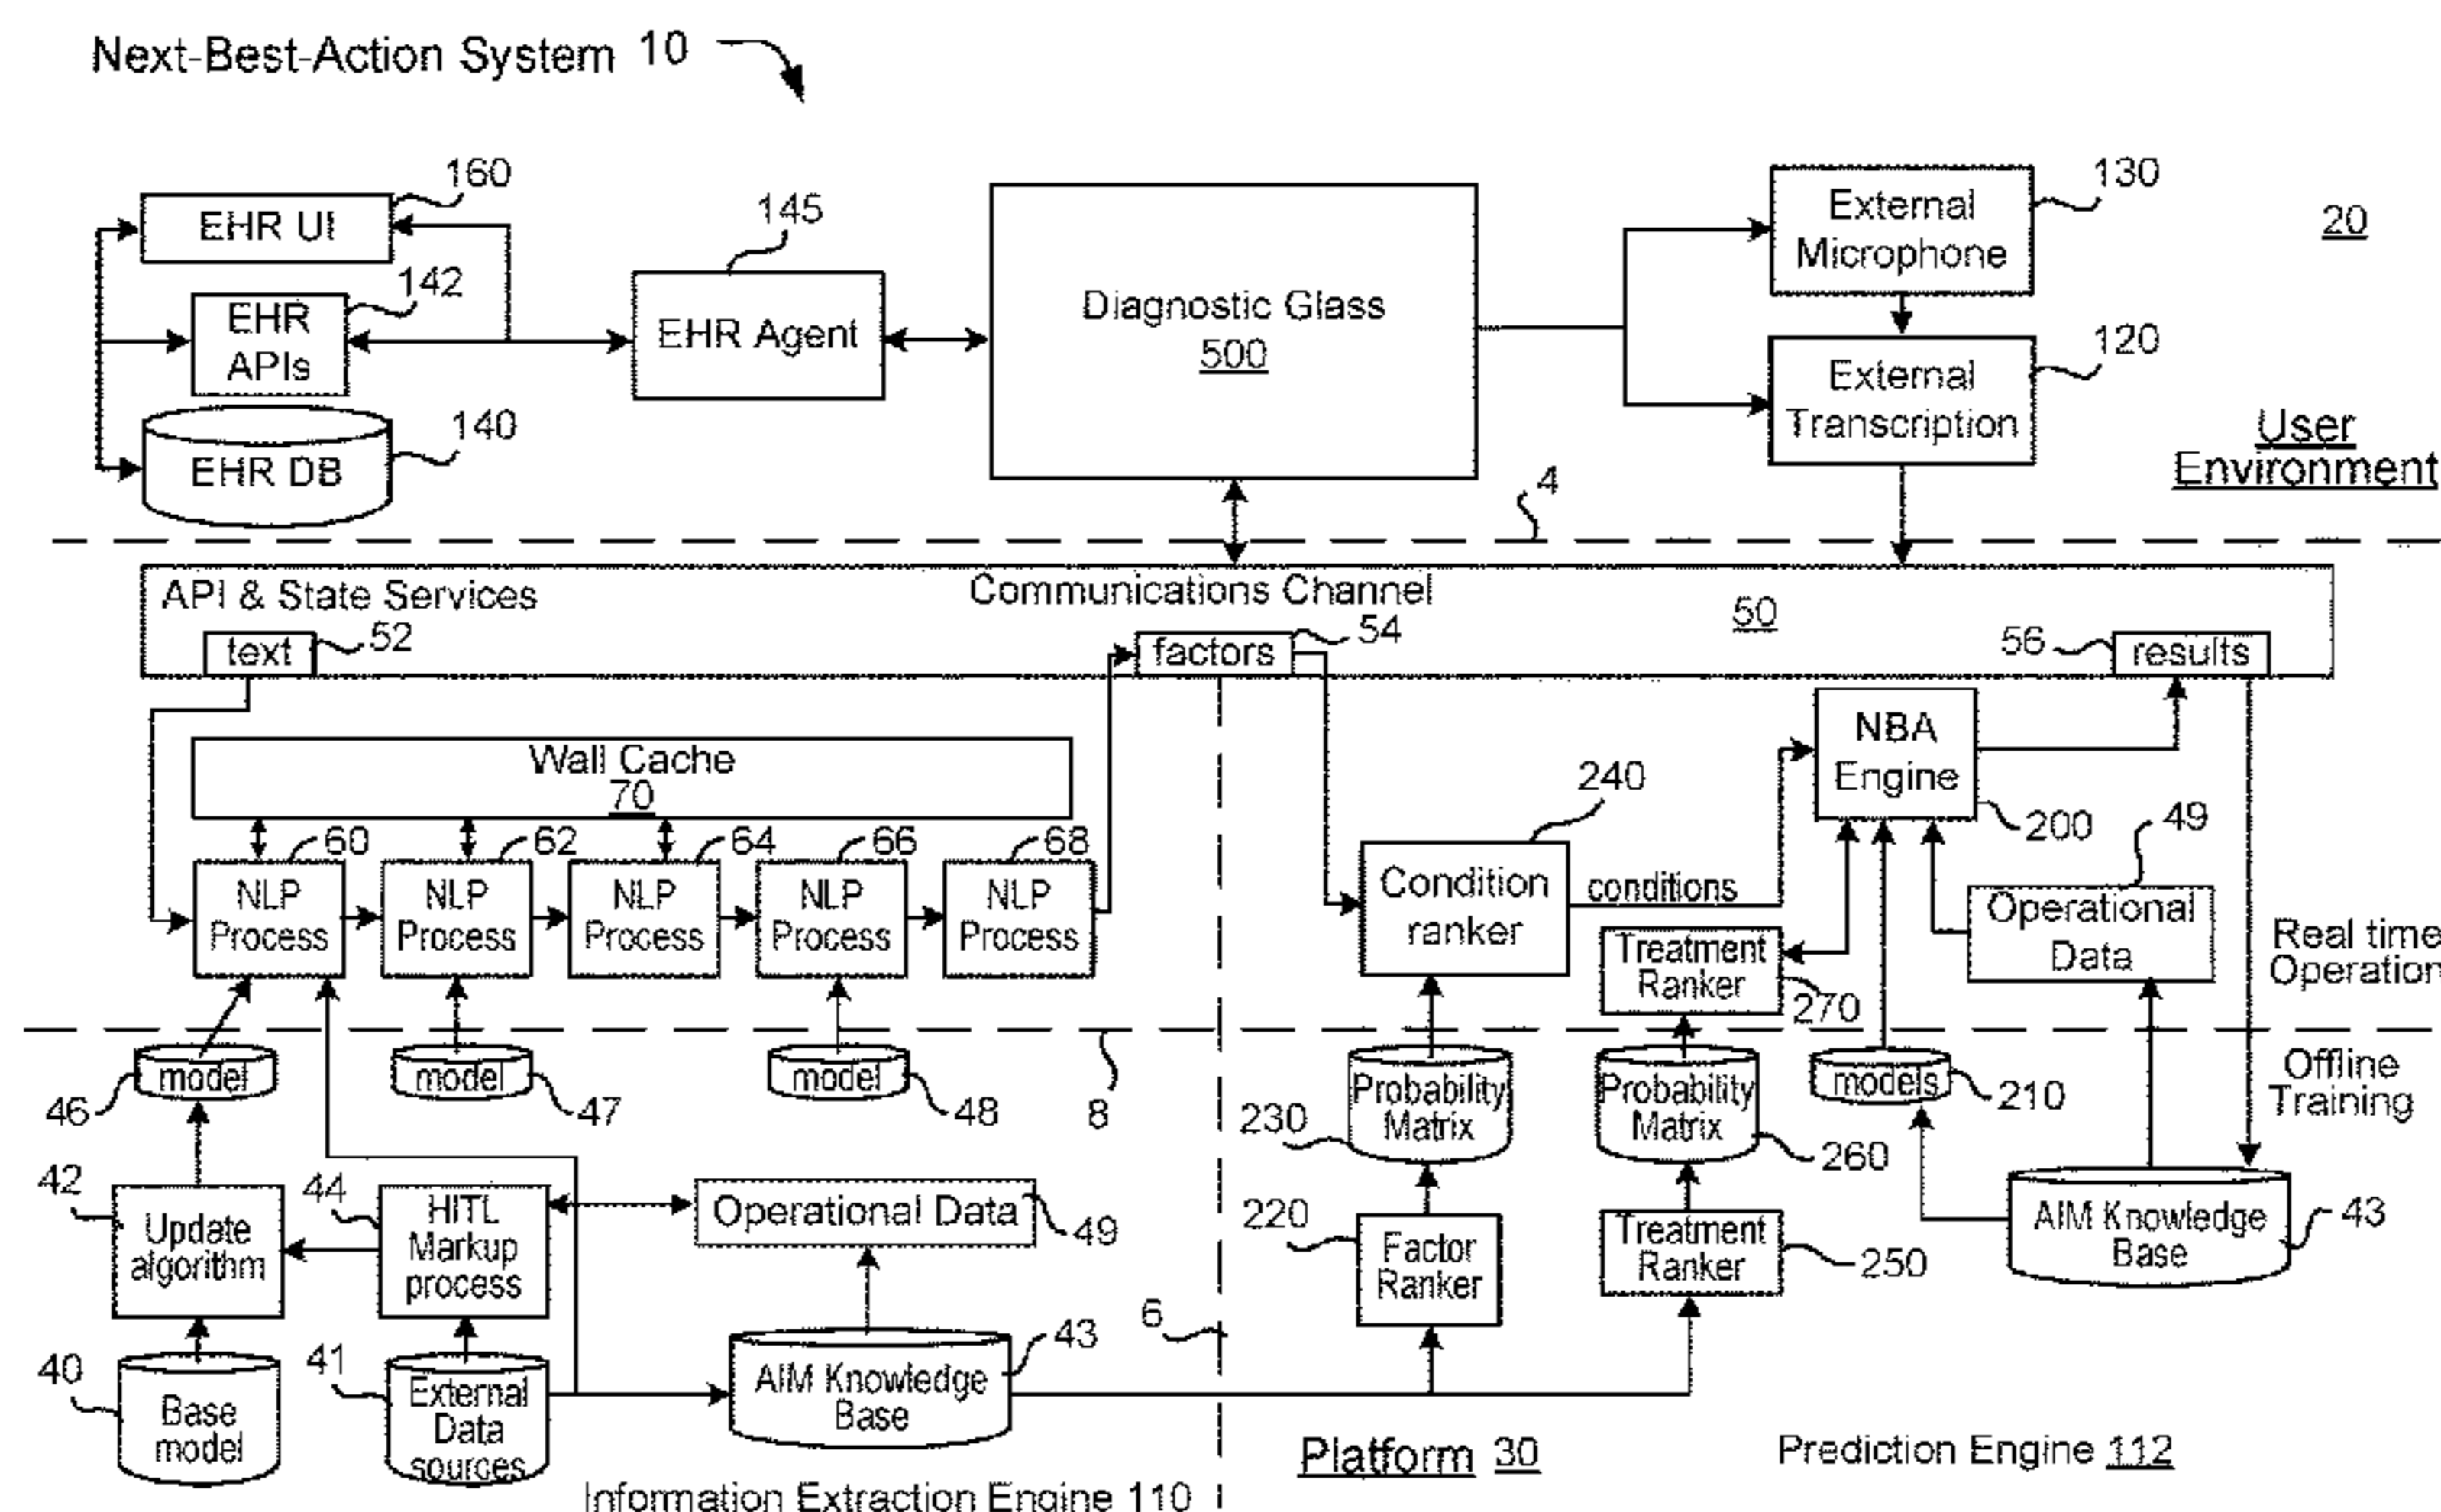 Next-Best-Action System 10
160
EHR UI
142
EHR
APIs
140
EHR DB
145
EHR Agent
Diagnostic Glass
500
External
Microphone
130
20
External
Transcription
120
User
Environment
4
API & State Services
Communications Channel
50
text
52
factors
54
56
results
Wall Cache
70
60
62
64
66
68
NLP
Process
NLP
Process
NLP
Process
NLP
Process
NLP
Process
240
Condition
ranker
conditions
NBA
Engine
200
49
Operational
Data
Treatment
Ranker
270
Real time
Operation
model
46
model
47
model
48
8
Probability
Matrix
230
Probability
Matrix
260
models
210
Offline
Training
42
Update
algorithm
44
HITL
Markup
process
Operational Data
49
220
Factor
Ranker
Treatment
Ranker
250
AIM Knowledge
Base
43
40
Base
model
41
External
Data
sources
AIM Knowledge
Base
43
6
Platform 30
Prediction Engine 112
Information Extraction Engine 110